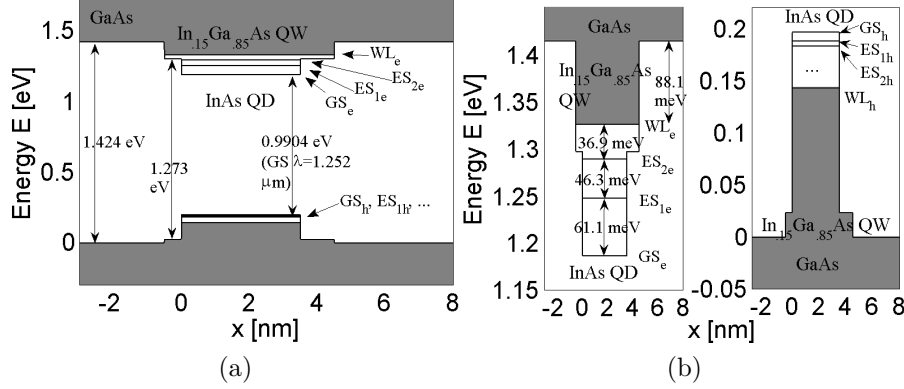 GaAs
In.15Ga.85As QW
WLe
ES2e
ES1e
GSe
InAs QD
1.424 eV
1.273
eV
0.9904 eV
(GS λ=1.252
μm)
GSh, ES1h, ...
Energy E [eV]
1.5
1
0.5
0
-2 0 2 4 6 8
x [nm]
(a)
GaAs
In.15Ga.85As
QW
88.1
meV
WLe
36.9 meV
ES2e
46.3 meV
ES1e
61.1 meV
GSe
InAs QD
Energy E [eV]
1.4
1.35
1.3
1.25
1.2
1.15
-2 0 2 4 6 8
InAs QD
GSh
ES1h
ES2h
...
WLh
In.15Ga.85As QW
GaAs
0.2
0.15
0.1
0.05
0
-0.05
-2 0 2 4 6 8
x [nm]
(b)